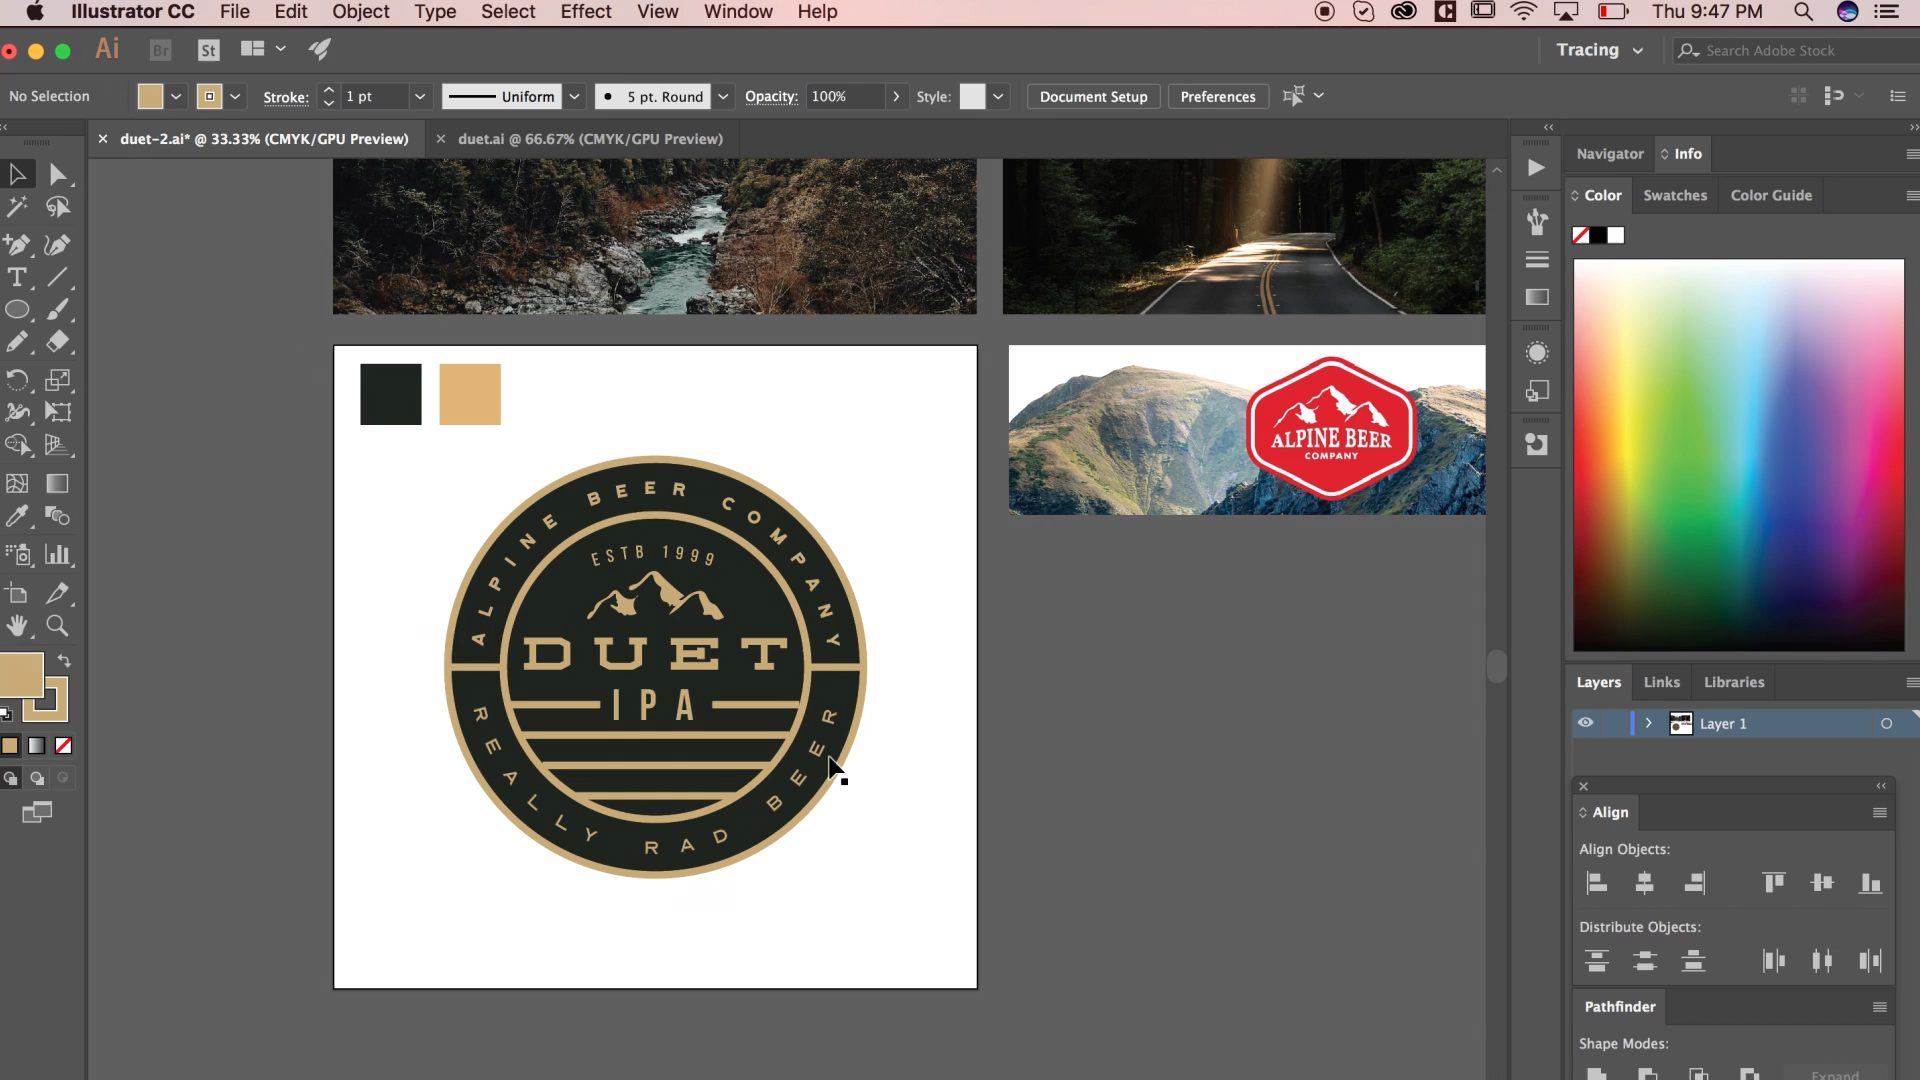 Illustrator CC File Edit Object Type Select Effect View Window Help Thu 9:47 PM
Ai Br St Tracing Search Adobe Stock
No Selection Stroke: 1 pt Uniform 5 pt. Round Opacity: 100% Style: Document Setup Preferences
duet-2.ai* @ 33.33% (CMYK/GPU Preview) duet.ai @ 66.67% (CMYK/GPU Preview)
Navigator Info
Color Swatches Color Guide
ALPINE BEER
COMPANY
ALPINE BEER COMPANY
ESTB 1999
DUET
IPA
REALLY RAD BEER
Layers Links Libraries
Layer 1
Align
Align Objects:
Distribute Objects:
Pathfinder
Shape Modes:
Expand